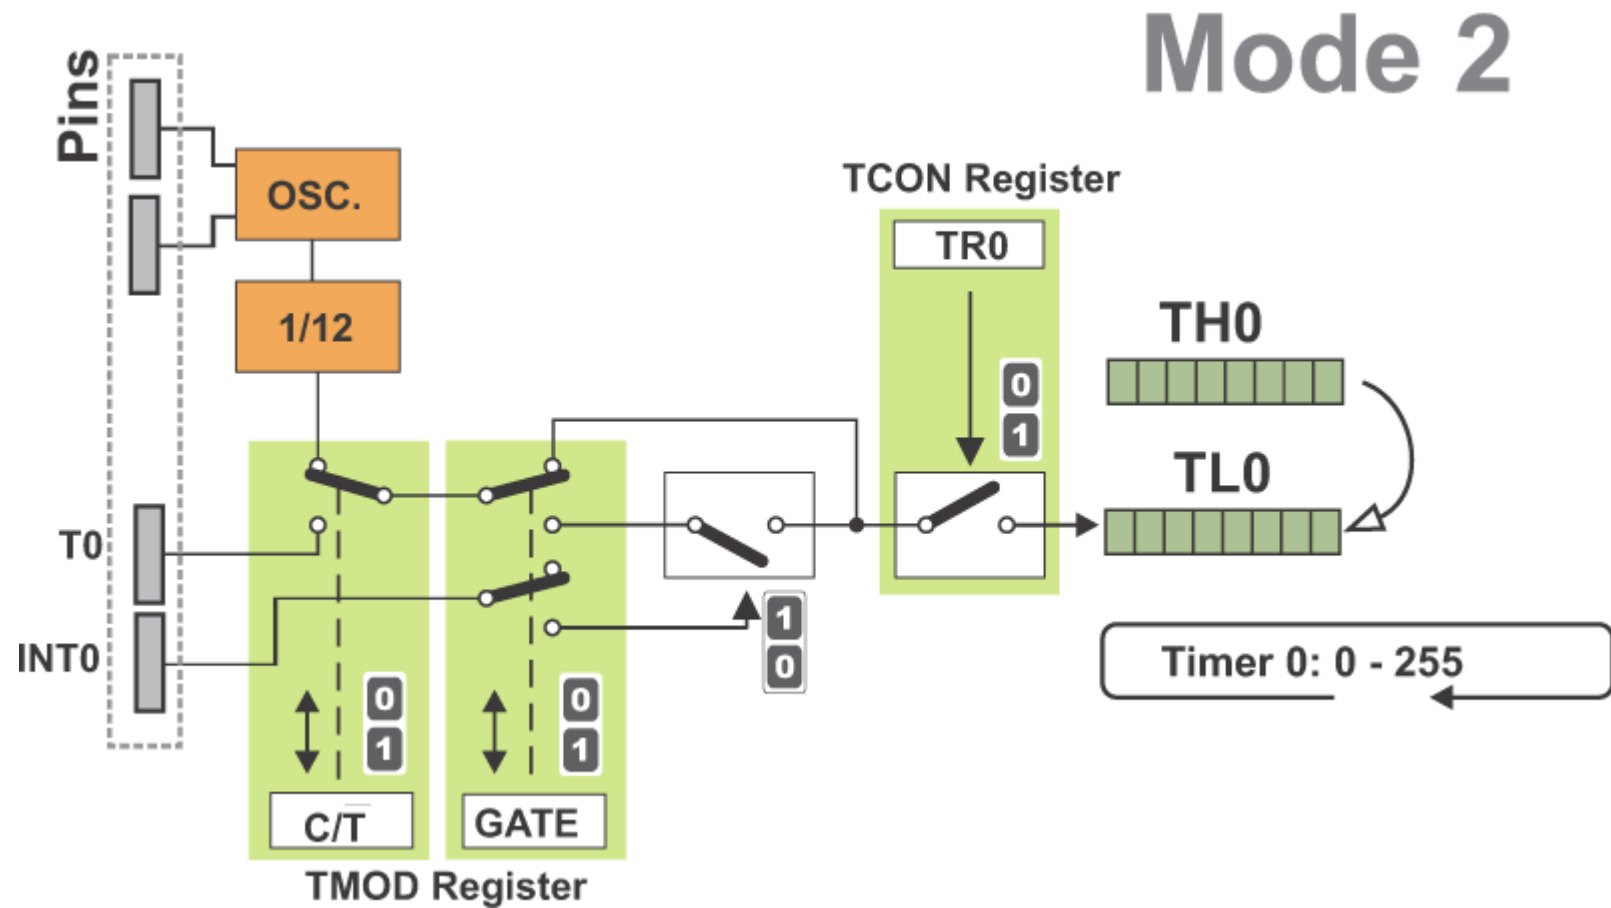 Mode 2
Pins
OSC.
TCON Register
TR0
1/12
TH0
0
1
TL0
T0
INT0
1
0
Timer 0: 0 - 255
0
1
0
1
C/T̅
GATE
TMOD Register